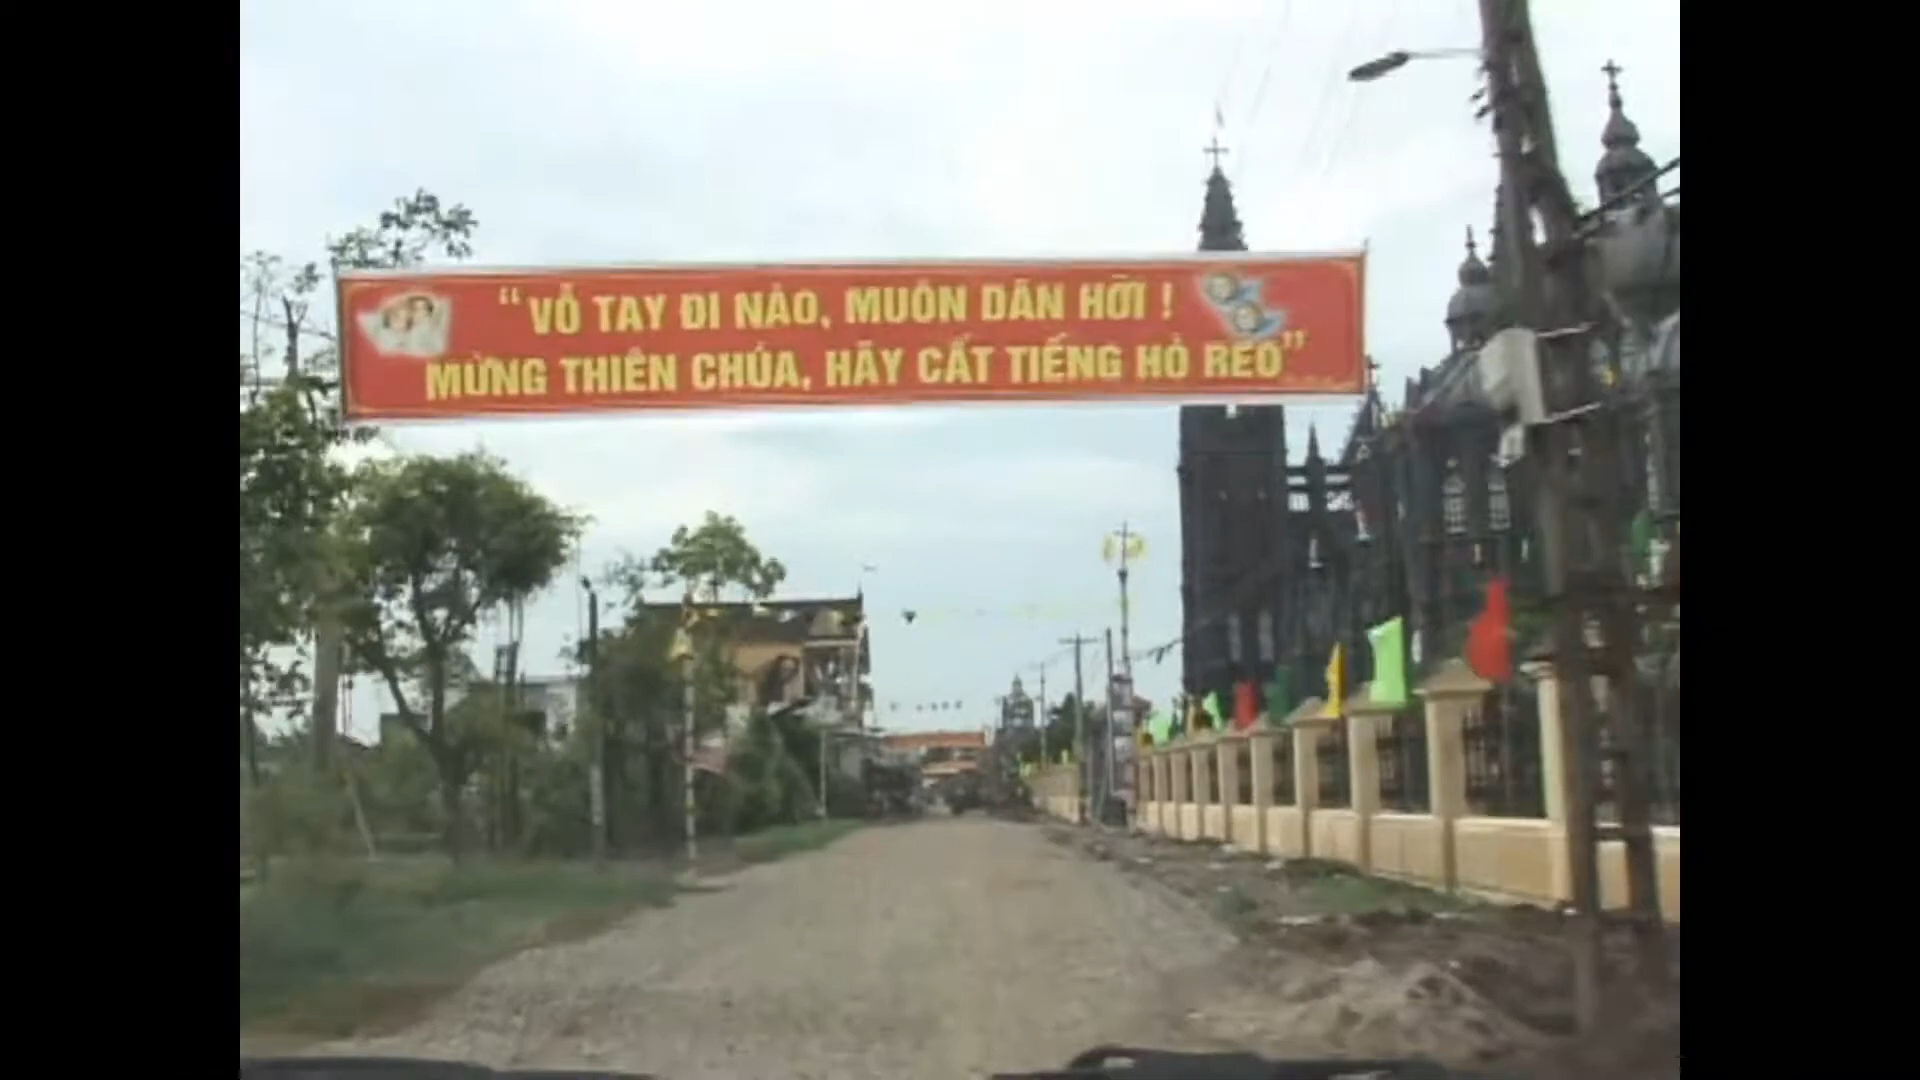 “VỖ TAY ĐI NÀO, MUÔN DÂN HỠI !
MỪNG THIÊN CHÚA, HÃY CẤT TIẾNG HÒ REO”